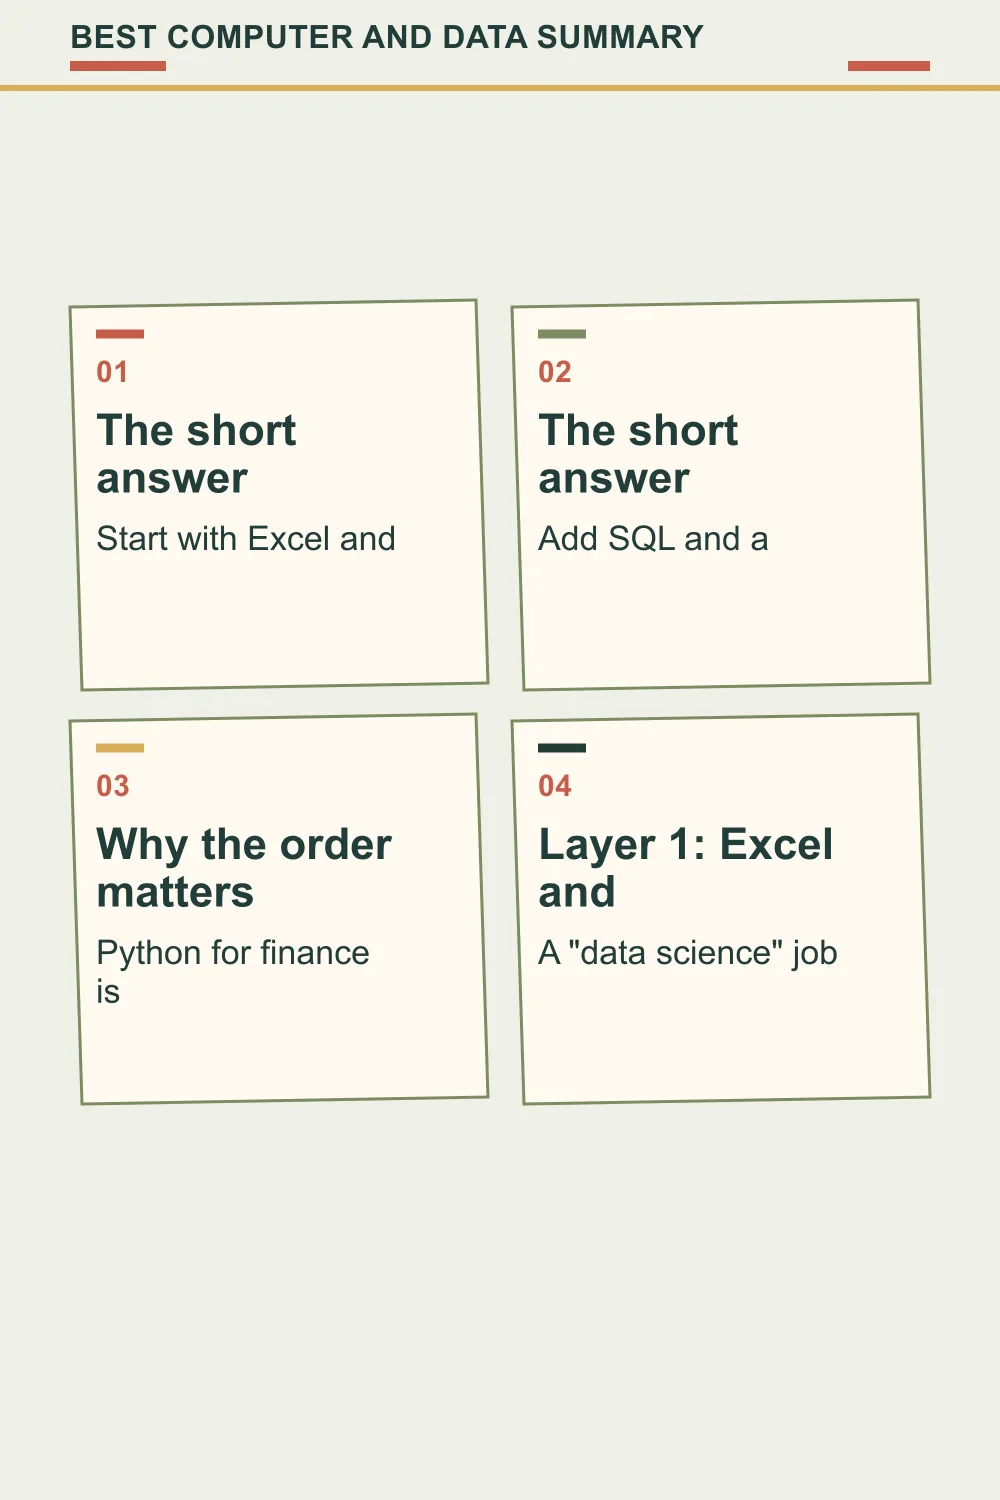 BEST COMPUTER AND DATA SUMMARY
01
The short
answer
Start with Excel and
02
The short
answer
Add SQL and a
03
Why the order
matters
Python for finance
is
04
Layer 1: Excel
and
A "data science" job